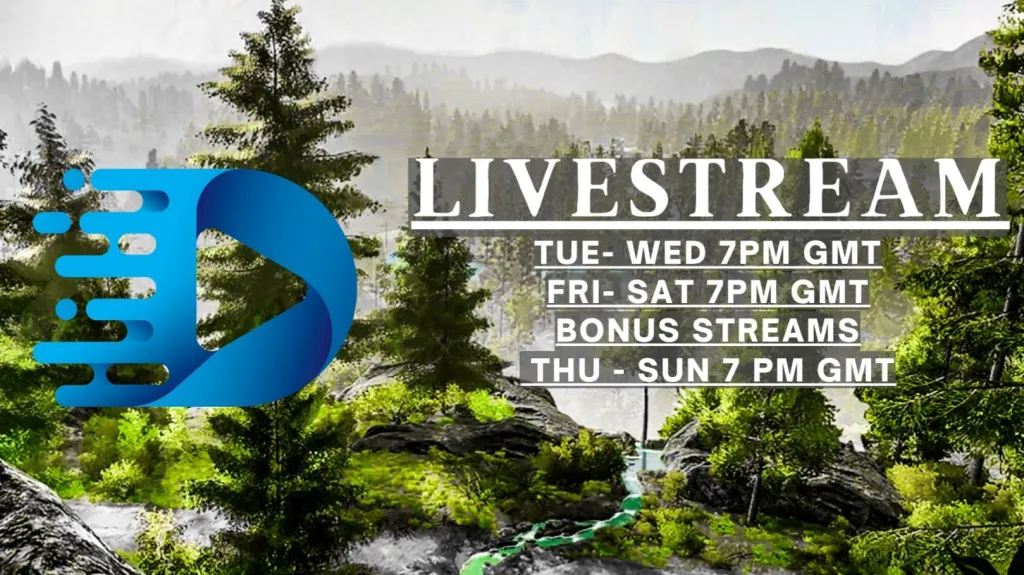 LIVESTREAM
TUE- WED 7PM GMT
FRI- SAT 7PM GMT
BONUS STREAMS
THU - SUN 7 PM GMT